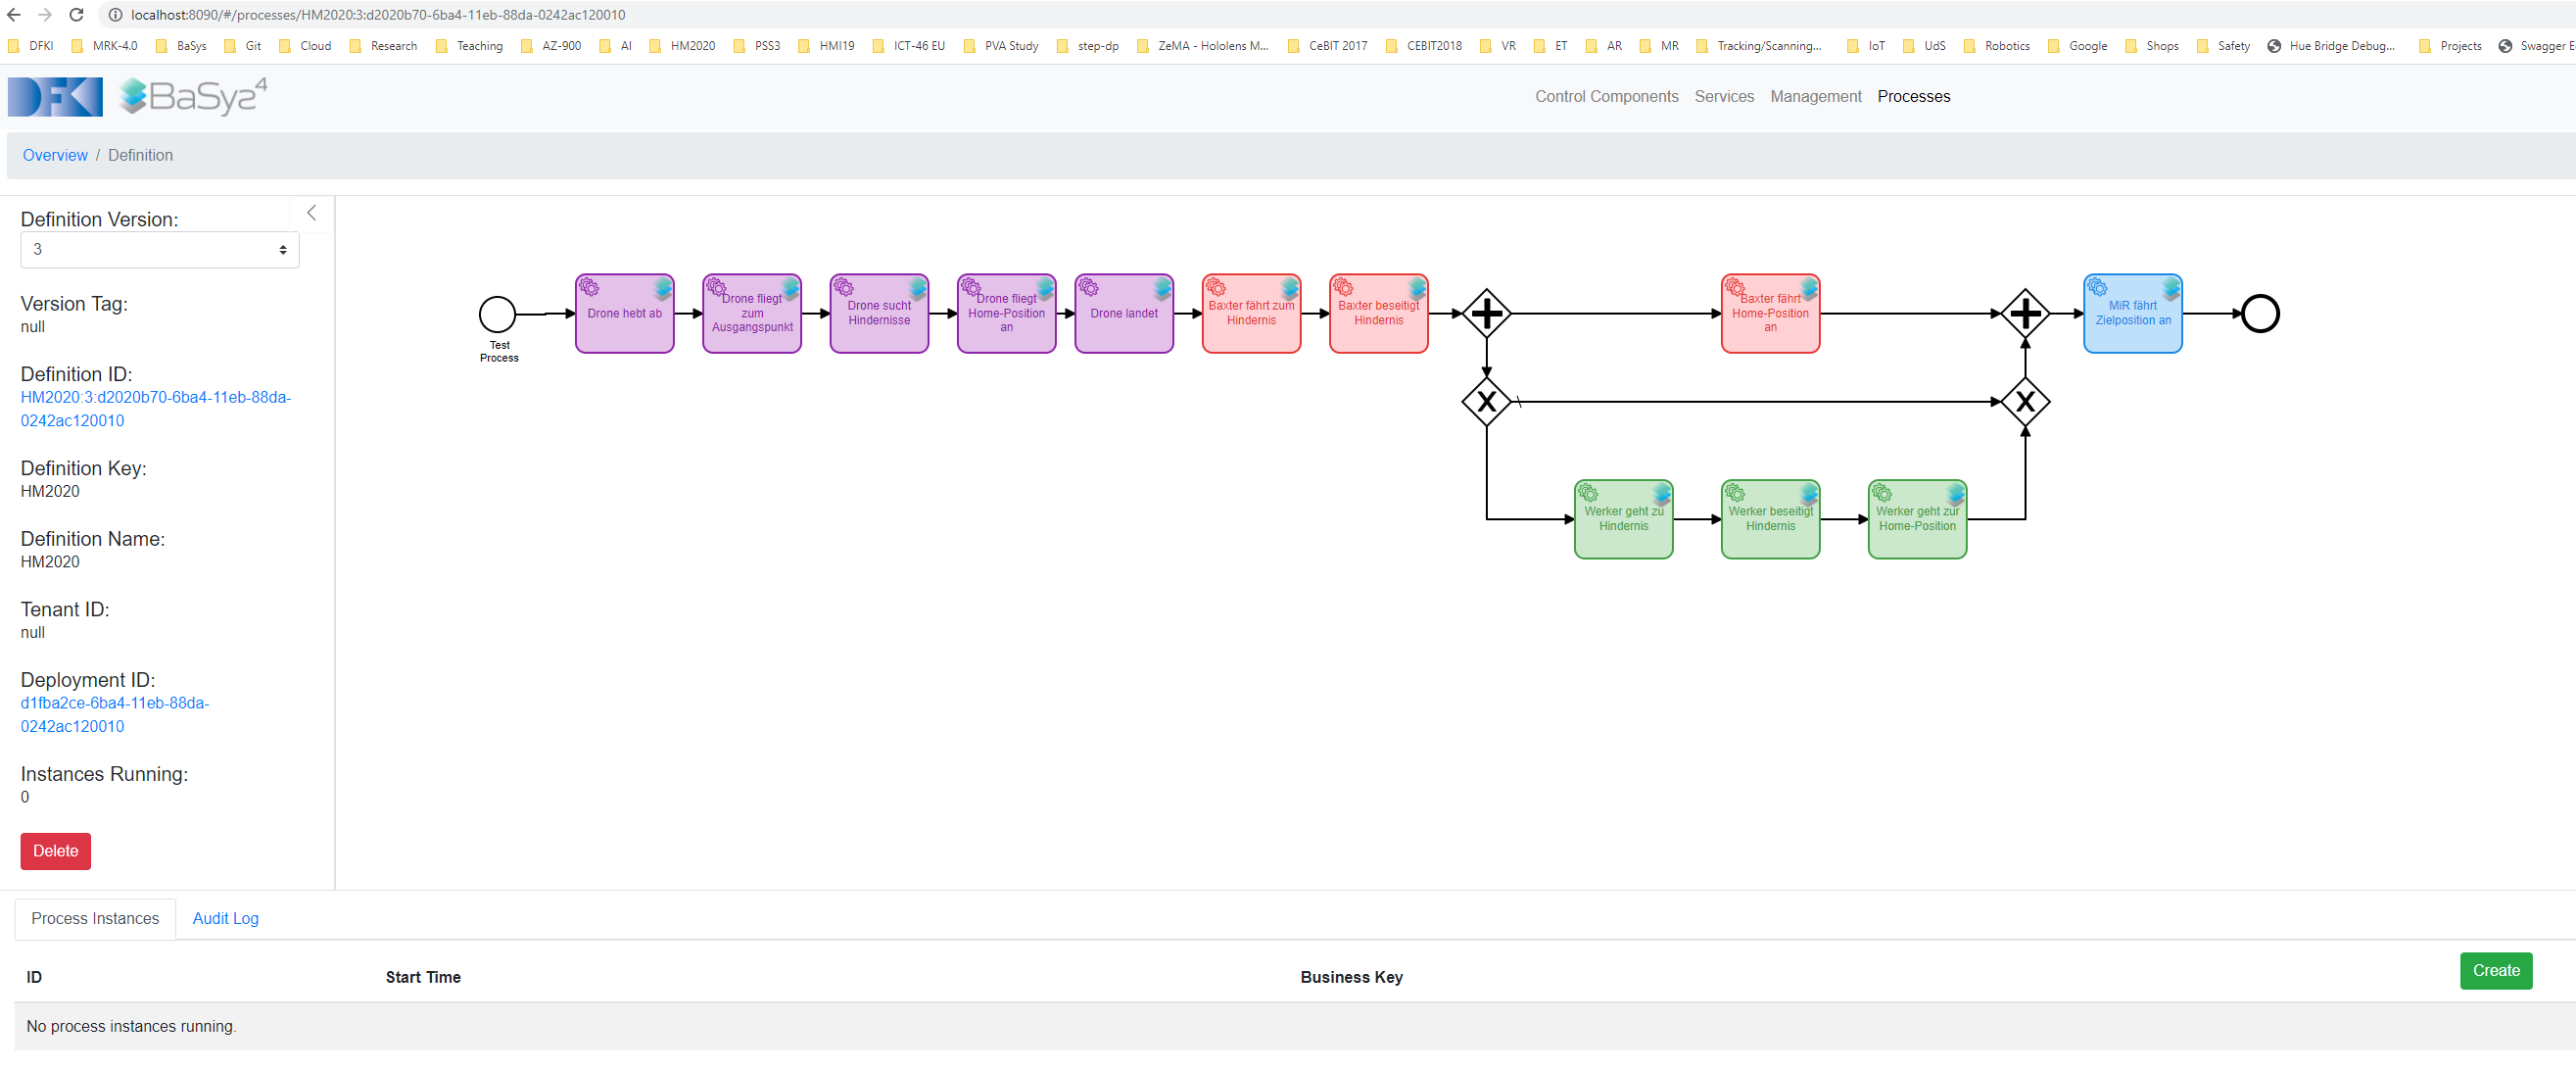 localhost:8090/#/processes/HM2020:3:d2020b70-6ba4-11eb-88da-0242ac120010
DFKI MRK-4.0 BaSys Git Cloud Research Teaching AZ-900 AI HM2020 PSS3 HMI19 ICT-46 EU PVA Study step-dp ZeMA - Hololens M... CeBIT 2017 CEBIT2018 VR ET AR MR Tracking/Scanning... IoT UdS Robotics Google Shops Safety Hue Bridge Debug... Projects Swagger E
DFKI BaSys4
Control Components Services Management Processes
Overview / Definition
Definition Version:
3
Version Tag:
null
Definition ID:
HM2020:3:d2020b70-6ba4-11eb-88da-
0242ac120010
Definition Key:
HM2020
Definition Name:
HM2020
Tenant ID:
null
Deployment ID:
d1fba2ce-6ba4-11eb-88da-
0242ac120010
Instances Running:
0
Delete
Test
Process
Drone hebt ab
Drone fliegt
zum
Ausgangspunkt
Drone sucht
Hindernisse
Drone fliegt
Home-Position
an
Drone landet
Baxter fährt zum
Hindernis
Baxter beseitigt
Hindernis
Baxter fährt
Home-Position
an
MiR fährt
Zielposition an
X
X
Werker geht zu
Hindernis
Werker beseitigt
Hindernis
Werker geht zur
Home-Position
Process Instances Audit Log
ID Start Time Business Key Create
No process instances running.